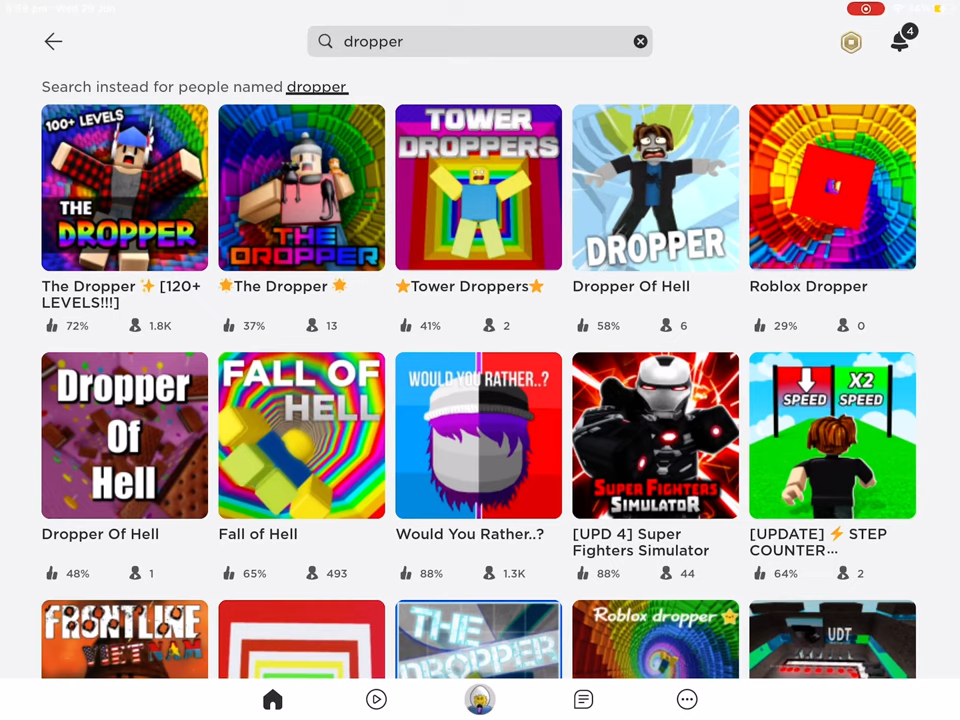 dropper
4
Search instead for people named dropper
100+ LEVELS
THE
DROPPER
THE
DROPPER
TOWER
DROPPERS
DROPPER
The Dropper ✨ [120+
LEVELS!!!]
🌟The Dropper 🌟
⭐Tower Droppers⭐
Dropper Of Hell
Roblox Dropper
72% 1.8K
37% 13
41% 2
58% 6
29% 0
Dropper
Of
Hell
FALL OF
HELL
WOULD YOU RATHER..?
SUPER FIGHTERS
SIMULATOR
SPEED
X2
SPEED
Dropper Of Hell
Fall of Hell
Would You Rather..?
[UPD 4] Super
Fighters Simulator
[UPDATE] ⚡ STEP
COUNTER...
48% 1
65% 493
88% 1.3K
88% 44
64% 2
FRONTLINE
VIETNAM
THE
DROPPER
Roblox dropper
UDT